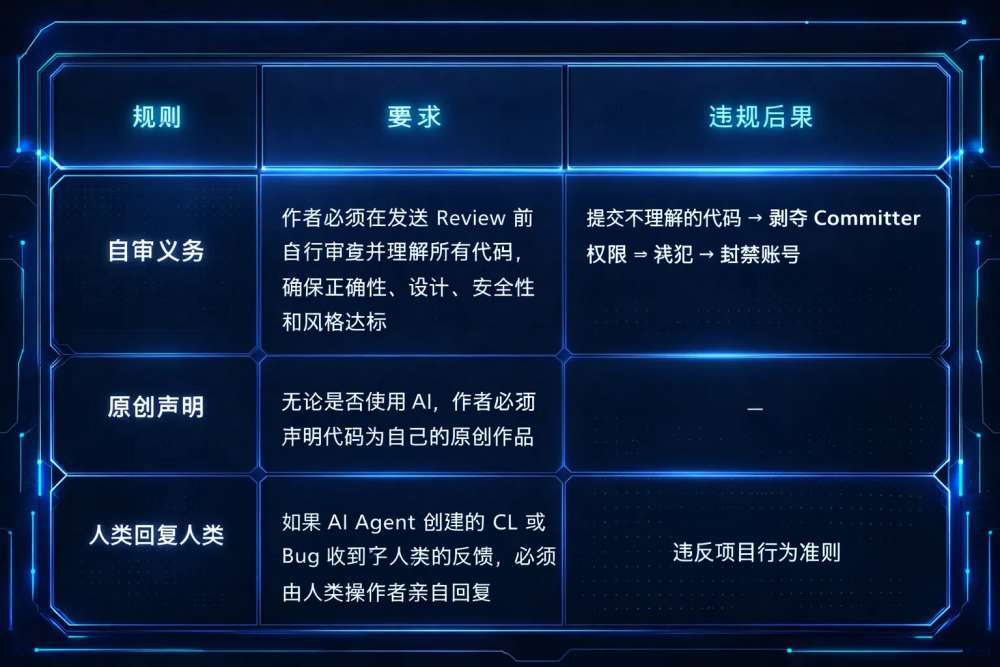 规则
要求
违规后果
自审义务
作者必须在发送 Review 前
自行审查并理解所有代码，
确保正确性、设计、安全性
和风格达标
提交不理解的代码 → 剥夺 Committer
权限 ⇒ 犯 → 封禁账号
原创声明
无论是否使用 AI，作者必须
声明代码为自己的原创作品
—
人类回复人类
如果 AI Agent 创建的 CL 或
Bug 收到字人类的反馈，必须
由人类操作者亲自回复
违反项目行为准则